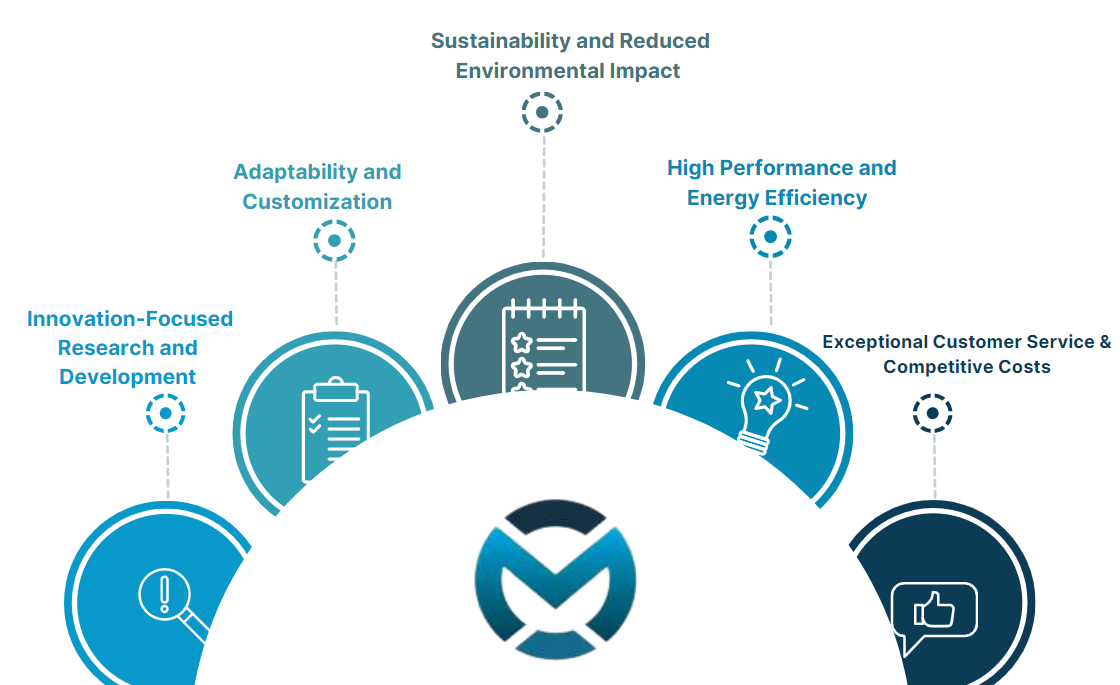 Sustainability and Reduced
Environmental Impact
Adaptability and
Customization
High Performance and
Energy Efficiency
Innovation-Focused
Research and
Development
Exceptional Customer Service &
Competitive Costs